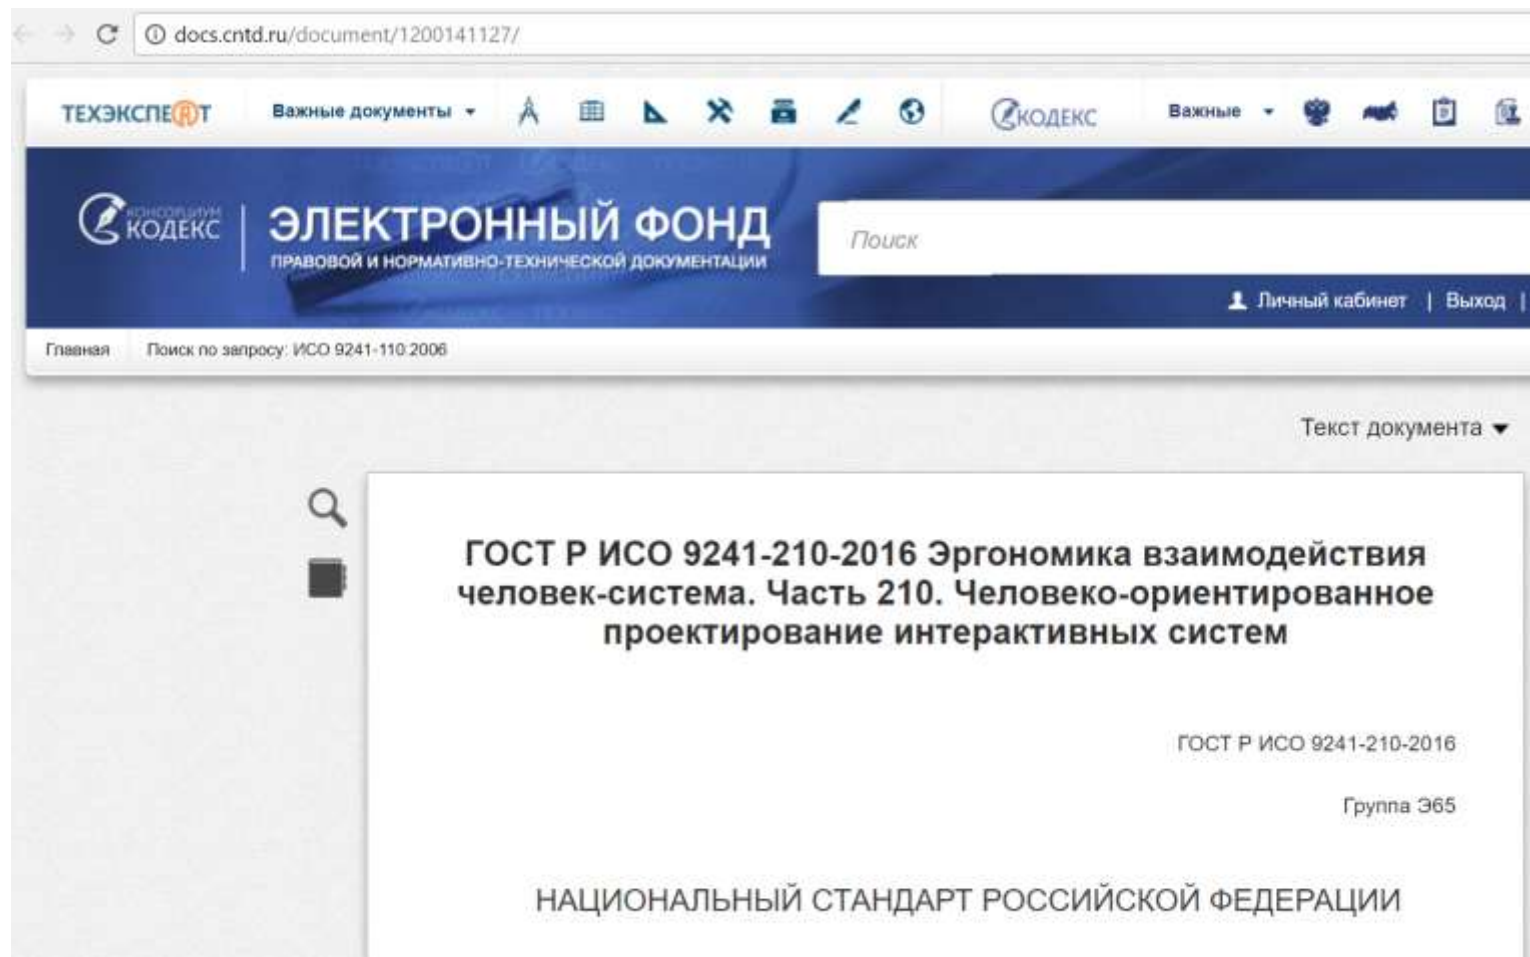 docs.cntd.ru/document/1200141127/
ТЕХЭКСПЕРТ Важные документы КОДЕКС Важные
КОНСОРЦИУМ
КОДЕКС
ЭЛЕКТРОННЫЙ ФОНД
ПРАВОВОЙ И НОРМАТИВНО-ТЕХНИЧЕСКОЙ ДОКУМЕНТАЦИИ
Поиск
Личный кабинет | Выход |
Главная Поиск по запросу: ИСО 9241-110:2006
Текст документа
ГОСТ Р ИСО 9241-210-2016 Эргономика взаимодействия
человек-система. Часть 210. Человеко-ориентированное
проектирование интерактивных систем
ГОСТ Р ИСО 9241-210-2016
Группа Э65
НАЦИОНАЛЬНЫЙ СТАНДАРТ РОССИЙСКОЙ ФЕДЕРАЦИИ